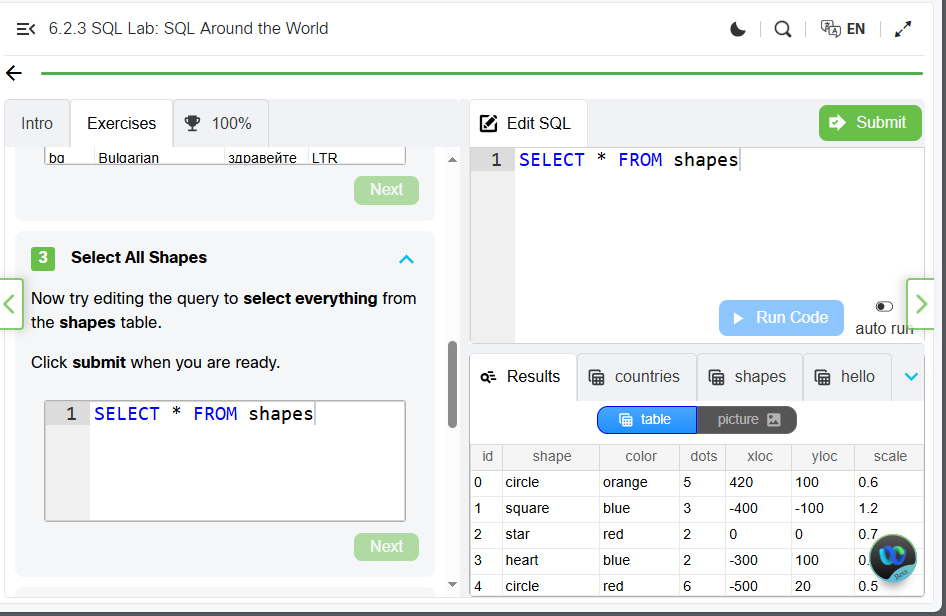 6.2.3 SQL Lab: SQL Around the World
EN
Intro
Exercises
100%
bg Bulgarian здравейте LTR
Next
3 Select All Shapes
Now try editing the query to select everything from
the shapes table.
Click submit when you are ready.
1 SELECT * FROM shapes
Next
Edit SQL
Submit
1 SELECT * FROM shapes
Run Code
auto run
Results
countries
shapes
hello
table
picture
id shape color dots xloc yloc scale
0 circle orange 5 420 100 0.6
1 square blue 3 -400 -100 1.2
2 star red 2 0 0 0.7
3 heart blue 2 -300 100 0.
4 circle red 6 -500 20 0.5
Beta